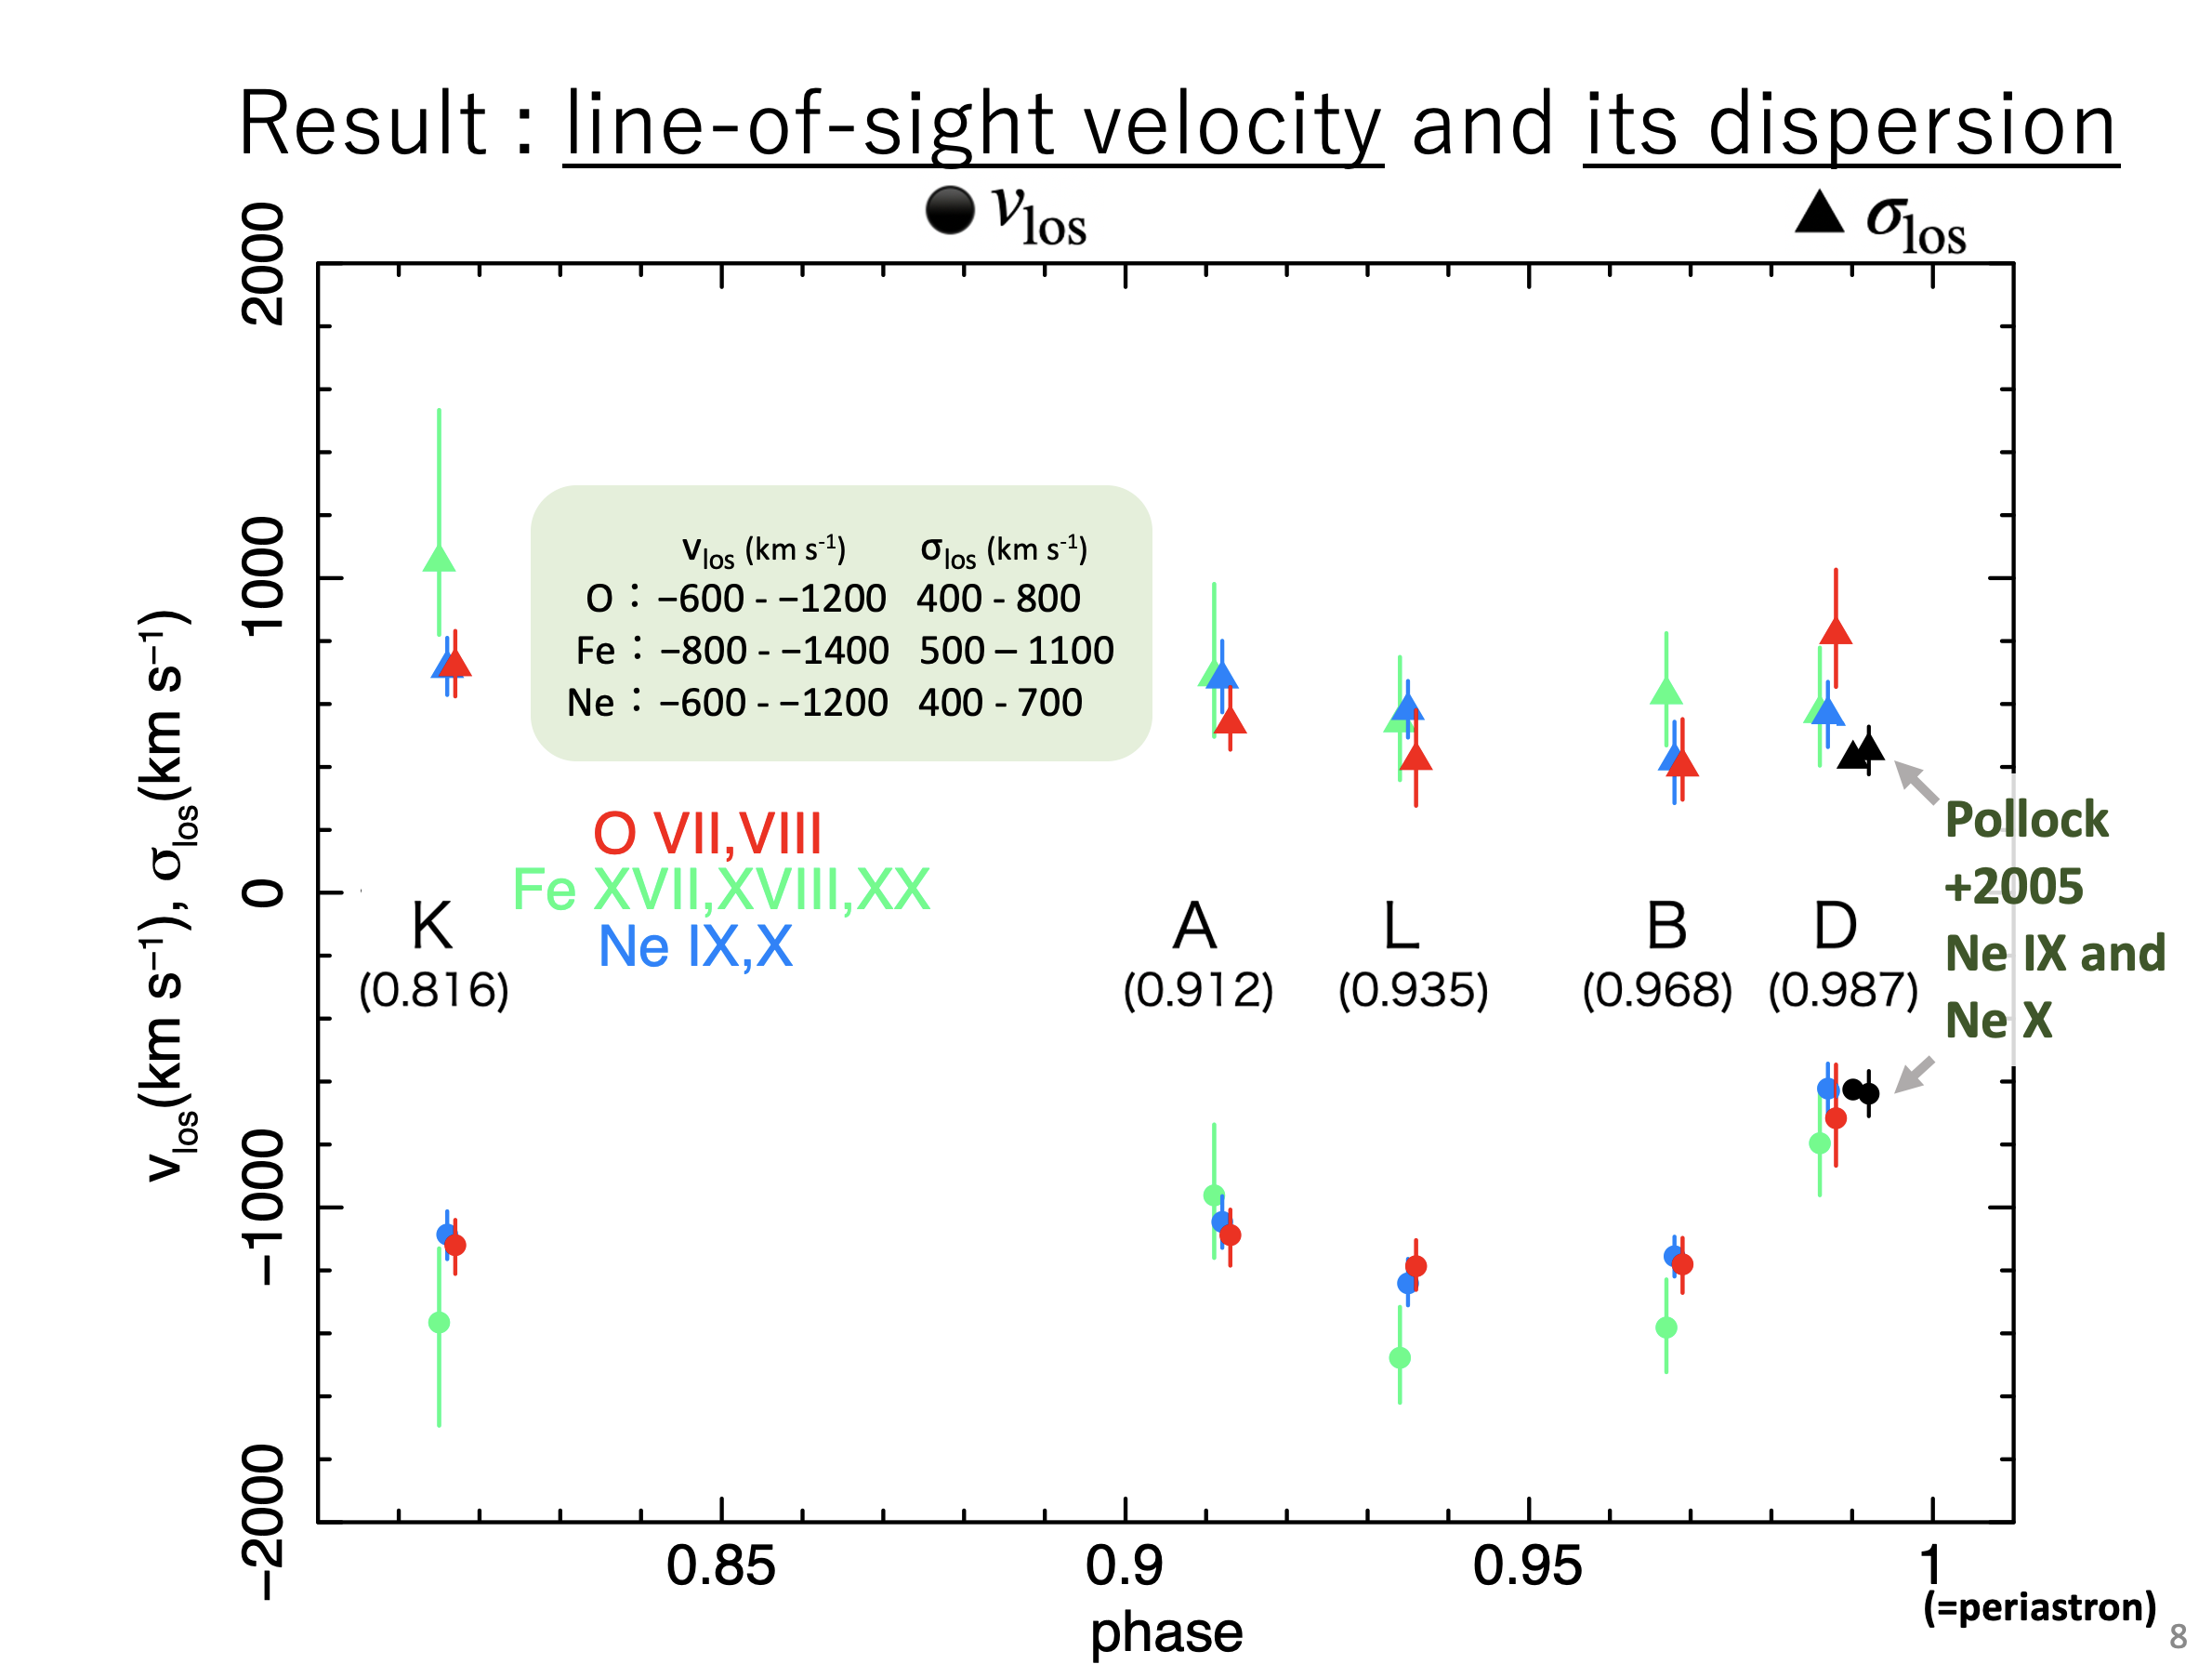 Result : line-of-sight velocity and its dispersion
● vlos
▲ σlos
2000
1000
0
−1000
−2000
vlos(km s−1), σlos(km s−1)
vlos (km s-1) σlos (km s-1)
O : −600 - −1200 400 - 800
Fe : −800 - −1400 500 – 1100
Ne : −600 - −1200 400 - 700
O VII,VIII
Fe XVII,XVIII,XX
Ne IX,X
K
(0.816)
A
(0.912)
L
(0.935)
B
(0.968)
D
(0.987)
Pollock
+2005
Ne IX and
Ne X
0.85 0.9 0.95 1
(=periastron)
phase
8